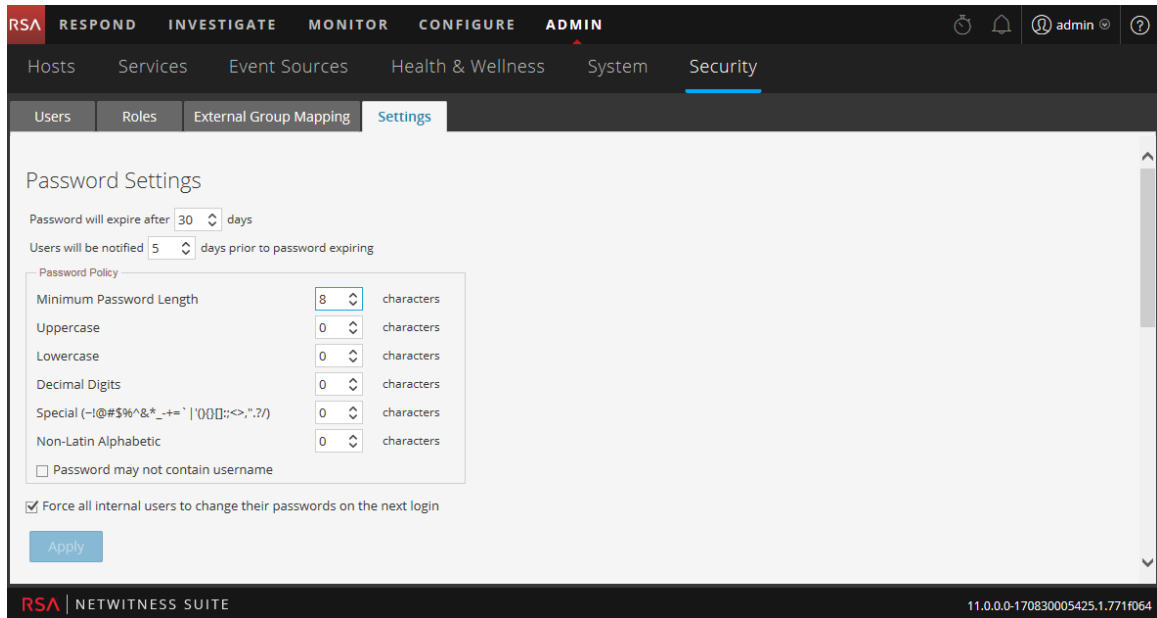 RSA RESPOND INVESTIGATE MONITOR CONFIGURE ADMIN admin ?
Hosts Services Event Sources Health & Wellness System Security
Users Roles External Group Mapping Settings
Password Settings
Password will expire after 30 days
Users will be notified 5 days prior to password expiring
Password Policy
Minimum Password Length 8 characters
Uppercase 0 characters
Lowercase 0 characters
Decimal Digits 0 characters
Special (~!@#$%^&*_-+=`|'(){}[]:;<>,".?/) 0 characters
Non-Latin Alphabetic 0 characters
Password may not contain username
Force all internal users to change their passwords on the next login
Apply
RSA NETWITNESS SUITE 11.0.0.0-170830005425.1.771f064